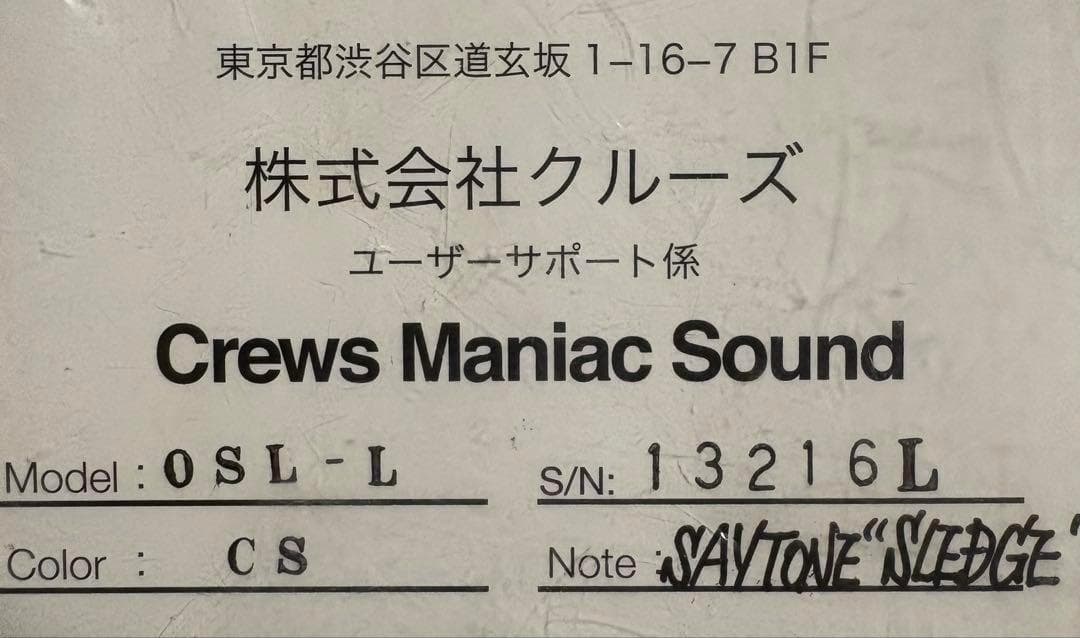 東京都渋谷区道玄坂1-16-7 B1F
株式会社クルーズ
ユーザーサポート係
Crews Maniac Sound
Model : OSL-L
S/N: 13216L
Color : CS
Note : SAYTONE "SLEDGE"